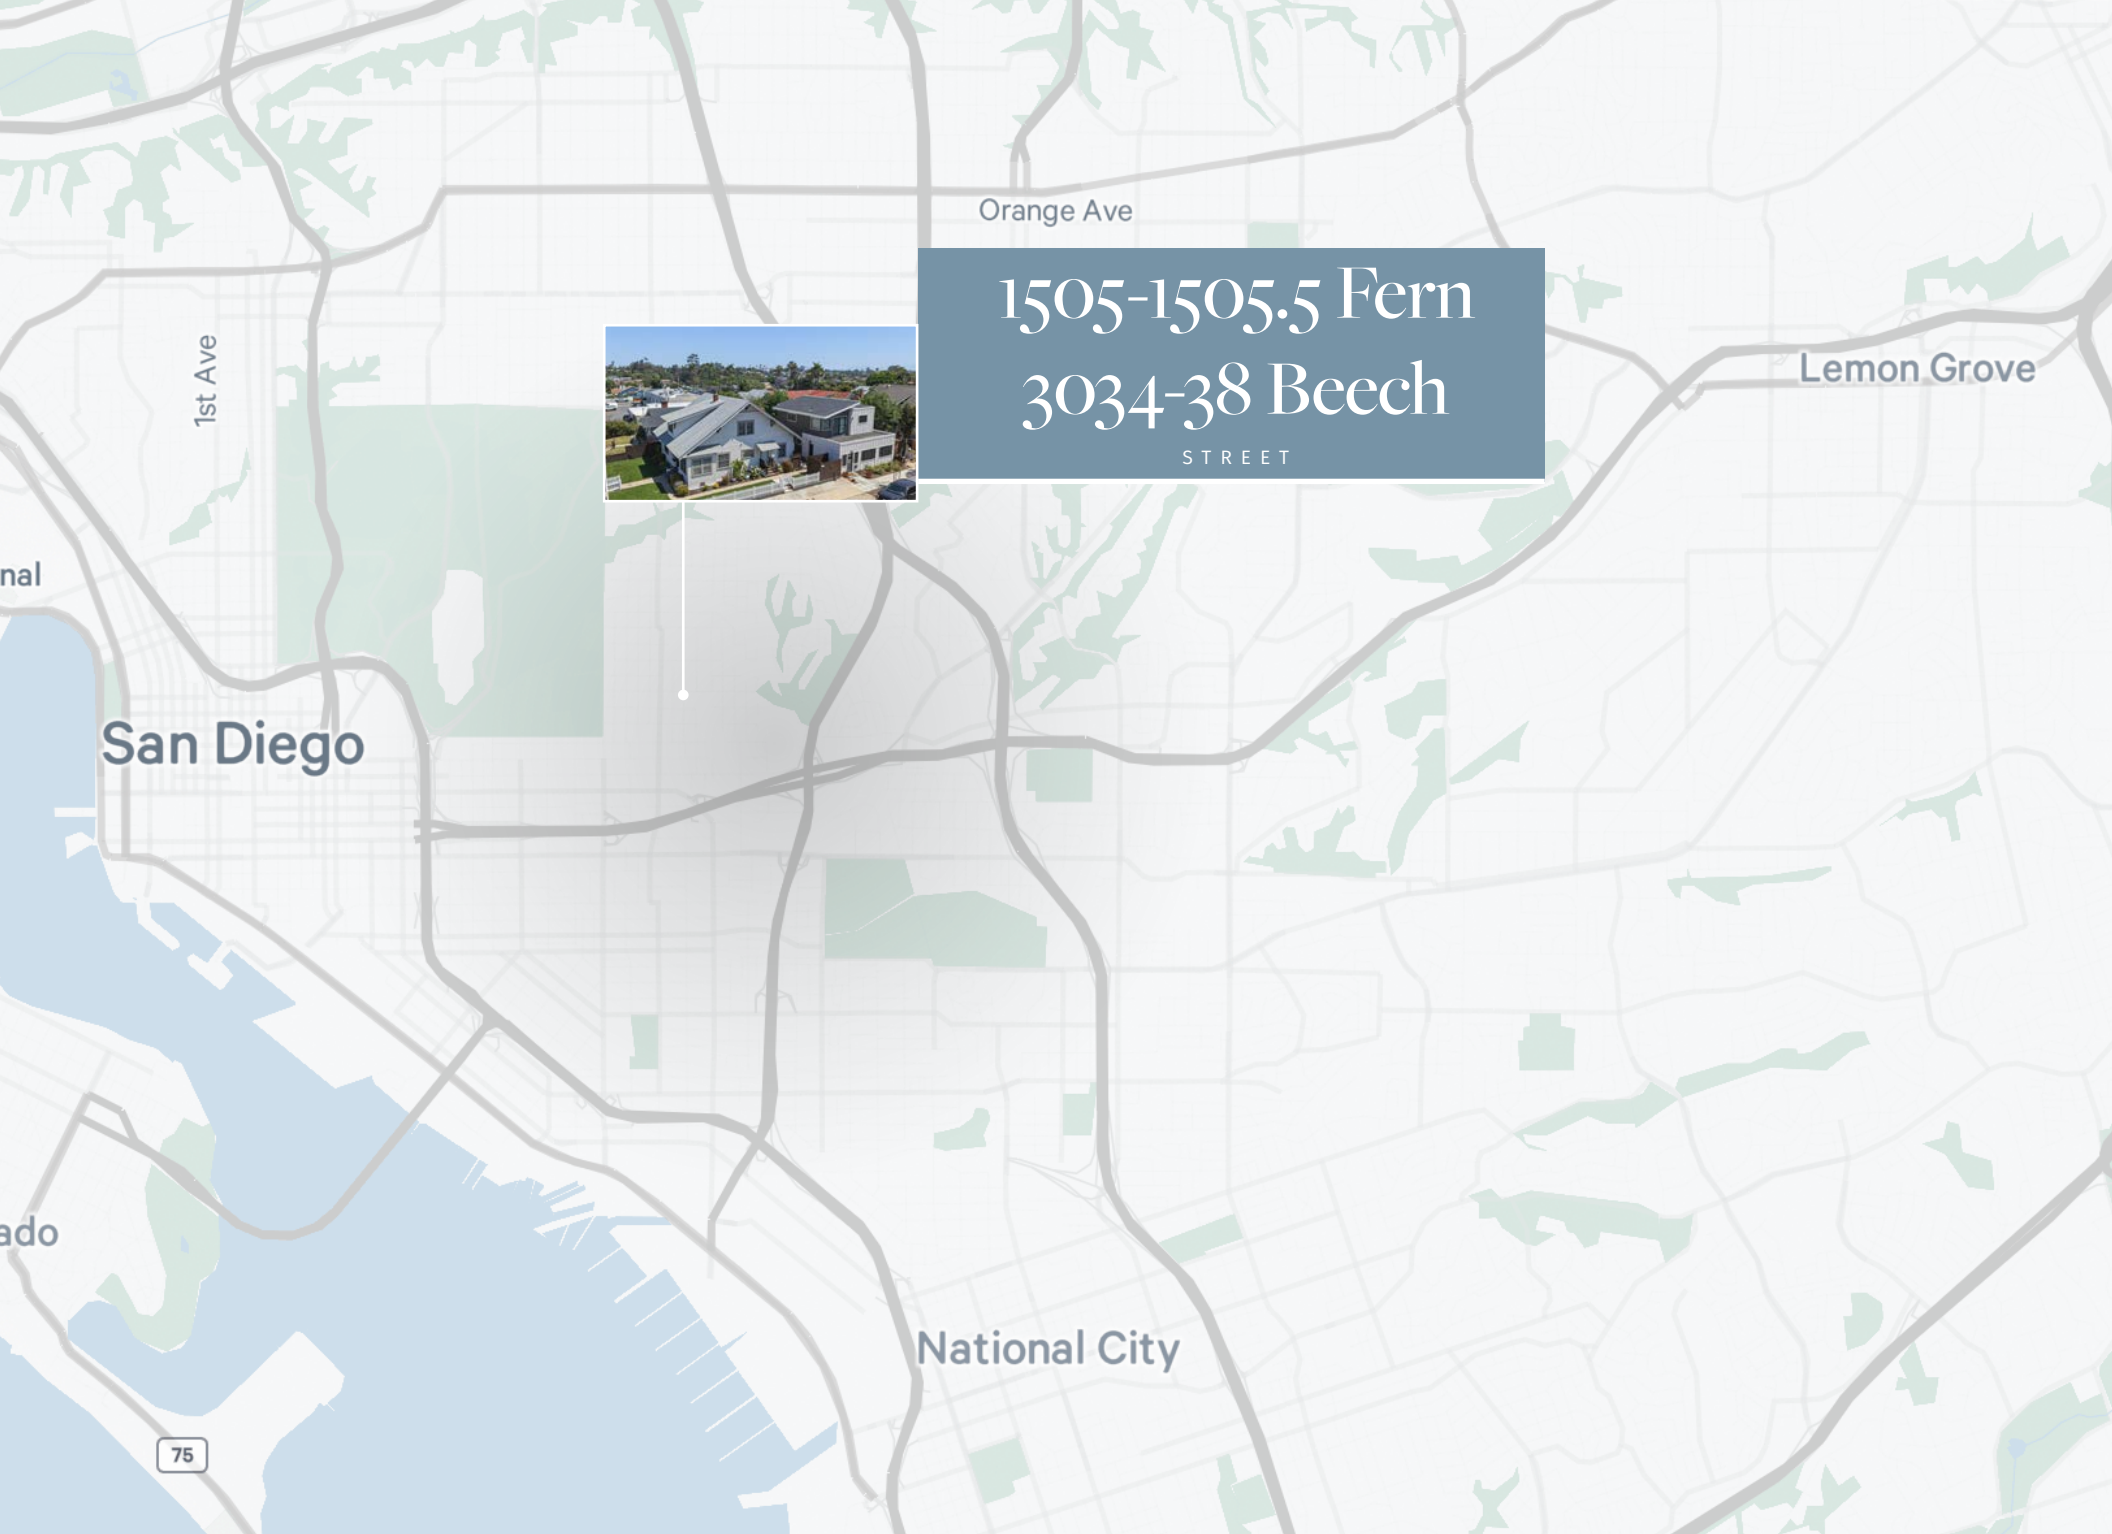 Orange Ave
1505-1505.5 Fern
3034-38 Beech
STREET
1st Ave
Lemon Grove
nal
San Diego
ado
National City
75